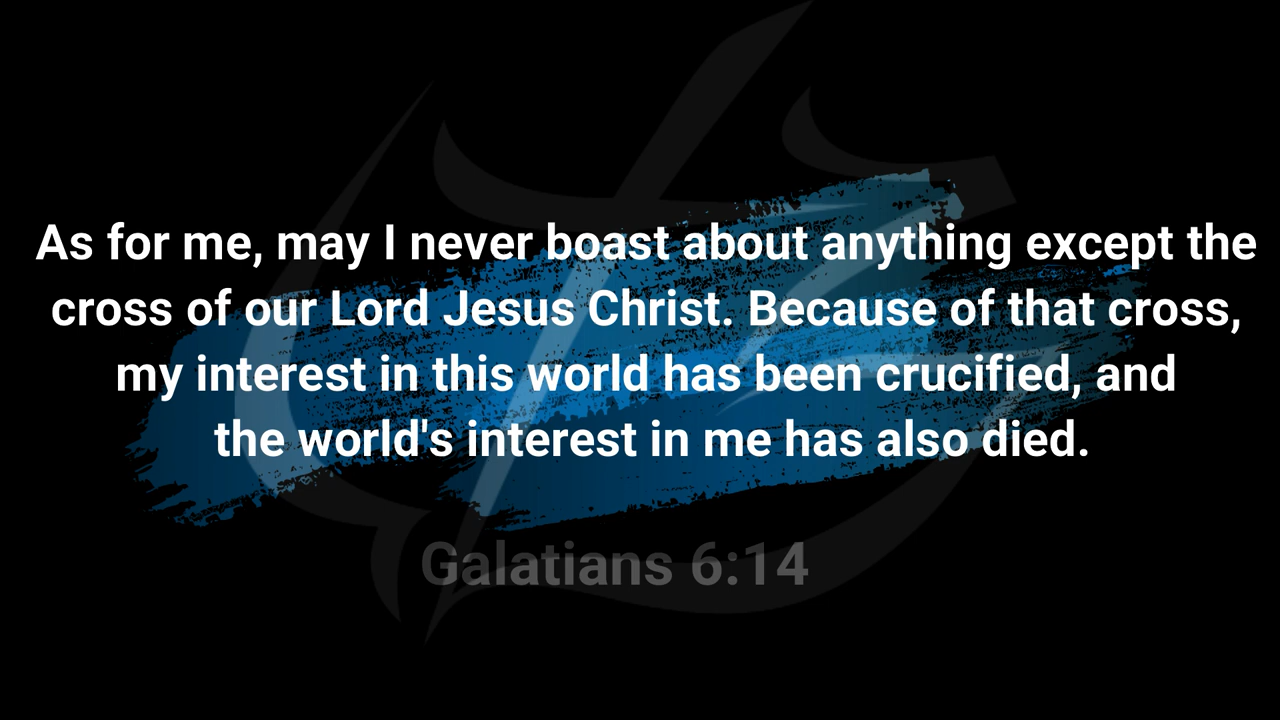 As for me, may I never boast about anything except the
cross of our Lord Jesus Christ. Because of that cross,
my interest in this world has been crucified, and
the world's interest in me has also died.
Galatians 6:14